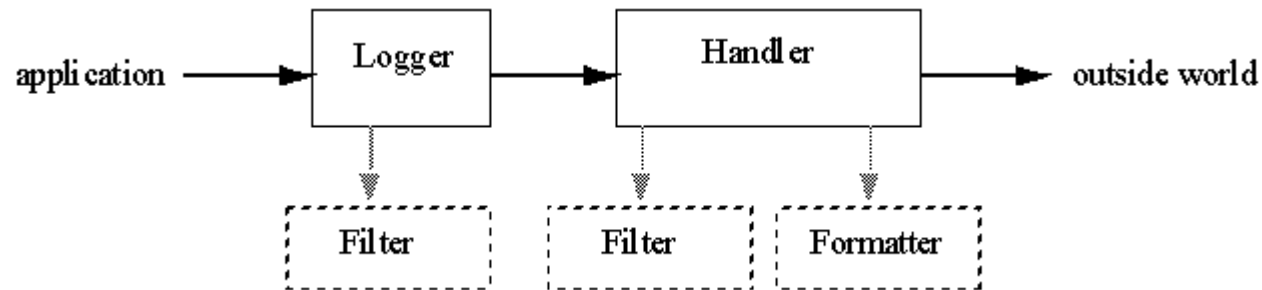 Logger
Handler
application
outside world
Filter
Filter
Formatter